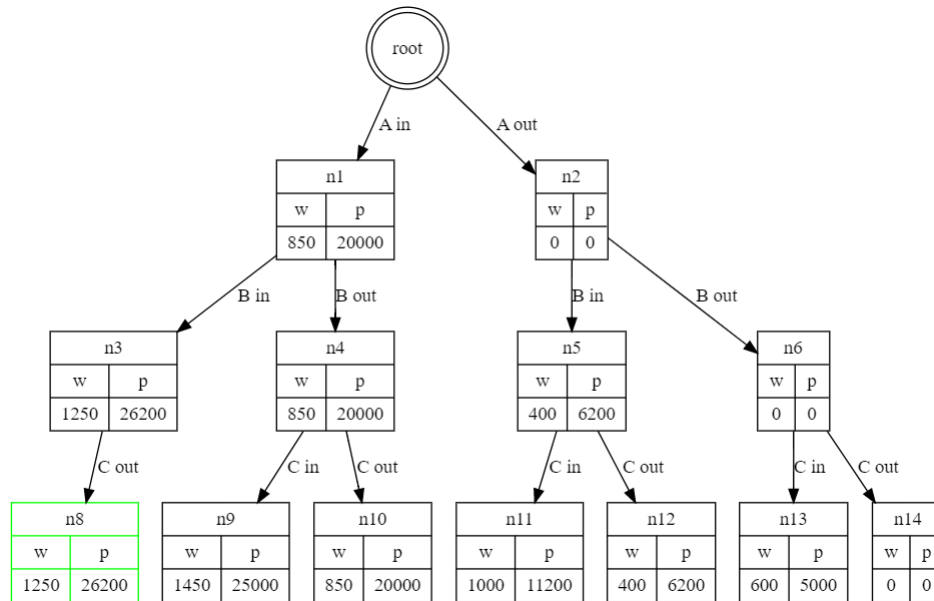 root
A in
A out
n1
w p
850 20000
n2
w p
0 0
B in
B out
B in
B out
n3
w p
1250 26200
n4
w p
850 20000
n5
w p
400 6200
n6
w p
0 0
C out
C in
C out
C in
C out
C in
C out
n8
w p
1250 26200
n9
w p
1450 25000
n10
w p
850 20000
n11
w p
1000 11200
n12
w p
400 6200
n13
w p
600 5000
n14
w p
0 0